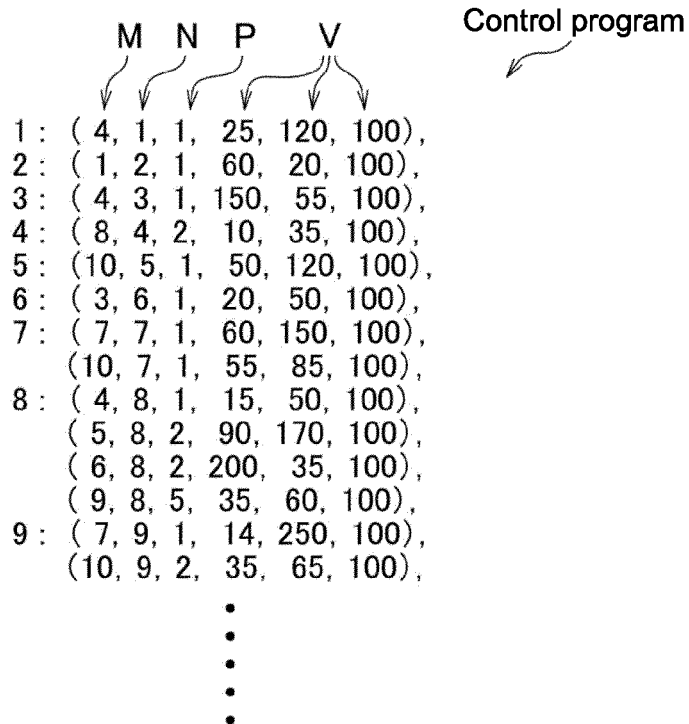 Control program
M N P V
1 : ( 4, 1, 1, 25, 120, 100),
2 : ( 1, 2, 1, 60, 20, 100),
3 : ( 4, 3, 1, 150, 55, 100),
4 : ( 8, 4, 2, 10, 35, 100),
5 : (10, 5, 1, 50, 120, 100),
6 : ( 3, 6, 1, 20, 50, 100),
7 : ( 7, 7, 1, 60, 150, 100),
(10, 7, 1, 55, 85, 100),
8 : ( 4, 8, 1, 15, 50, 100),
( 5, 8, 2, 90, 170, 100),
( 6, 8, 2, 200, 35, 100),
( 9, 8, 5, 35, 60, 100),
9 : ( 7, 9, 1, 14, 250, 100),
(10, 9, 2, 35, 65, 100),